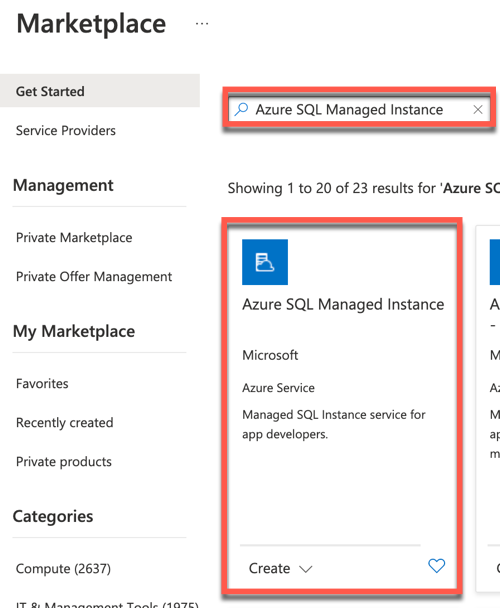 Marketplace ...
Get Started
Service Providers
Management
Private Marketplace
Private Offer Management
My Marketplace
Favorites
Recently created
Private products
Categories
Compute (2637)
IT & Management Tools (1975)
Azure SQL Managed Instance
Showing 1 to 20 of 23 results for 'Azure SQ
Azure SQL Managed Instance
Microsoft
Azure Service
Managed SQL Instance service for
app developers.
Create
A
-
M
Az
M
ap
m